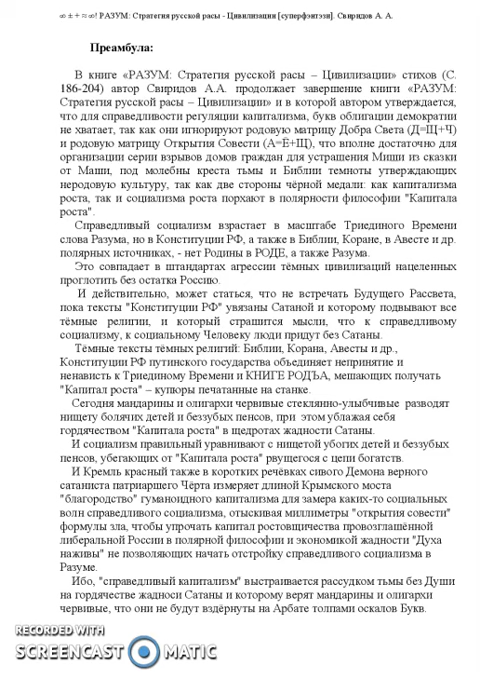 ∞ ± + ≈ ∞! РАЗУМ: Стратегия русской расы - Цивилизации [суперфэнтэзи]. Свиридов А. А.
Преамбула:
В книге «РАЗУМ: Стратегия русской расы – Цивилизации» стихов (С.
186-204) автор Свиридов А.А. продолжает завершение книги «РАЗУМ:
Стратегия русской расы – Цивилизации» и в которой автором утверждается,
что для справедливости регуляции капитализма, букв облигации демократии
не хватает, так как они игнорируют родовую матрицу Добра Света (Д=Щ+Ч)
и родовую матрицу Открытия Совести (А=Ё+Щ), что вполне достаточно для
организации серии взрывов домов граждан для устрашения Миши из сказки
от Маши, под молебны креста тьмы и Библии темноты утверждающих
неродовую культуру, так как две стороны чёрной медали: как капитализма
роста, так и социализма роста порхают в полярности философии "Капитала
роста".
Справедливый социализм взрастает в масштабе Триединого Времени
слова Разума, но в Конституции РФ, а также в Библии, Коране, в Авесте и др.
полярных источниках, - нет Родины в РОДЕ, а также Разума.
Это совпадает в штандартах агрессии тёмных цивилизаций нацеленных
проглотить без остатка Россию.
И действительно, может статься, что не встречать Будущего Рассвета,
пока тексты "Конституции РФ" увязаны Сатаной и которому подвывают все
тёмные религии, и который страшится мысли, что к справедливому
социализму, к социальному Человеку люди придут без Сатаны.
Тёмные тексты тёмных религий: Библии, Корана, Авесты и др.,
Конституции РФ путинского государства объединяет неприятие и
ненависть к Триединому Времени и КНИГЕ РОДЪА, мешающих получать
"Капитал роста" – купюры печатанные на станке.
Сегодня мандарины и олигархи червивые стеклянно-улыбчивые разводят
нищету болячих детей и беззубых пенсов, при этом ублажая себя
гордячеством "Капитала роста" в щедротах жадности Сатаны.
И социализм правильный уравнивают с нищетой убогих детей и беззубых
пенсов, убегающих от "Капитала роста" рвущегося с цепи богатств.
И Кремль красный также в коротких речёвках сивого Демона верного
сатаниста патриаршего Чёрта измеряет длиной Крымского моста
"благородство" гуманоидного капитализма для замера каких-то социальных
волн справедливого социализма, отыскивая миллиметры "открытия совести"
формулы зла, чтобы упрочать капитал ростовщичества провозглашённой
либеральной России в полярной философии и экономикой жадности "Духа
наживы" не позволяющих начать отстройку справедливого социализма в
Разуме.
Ибо, "справедливый капитализм" выстраивается рассудком тьмы без Души
на гордячестве жадноси Сатаны и которому верят мандарины и олигархи
червивые, что они не будут вздёрнуты на Арбате толпами оскалов Букв.
RECORDED WITH
SCREENCAST MATIC